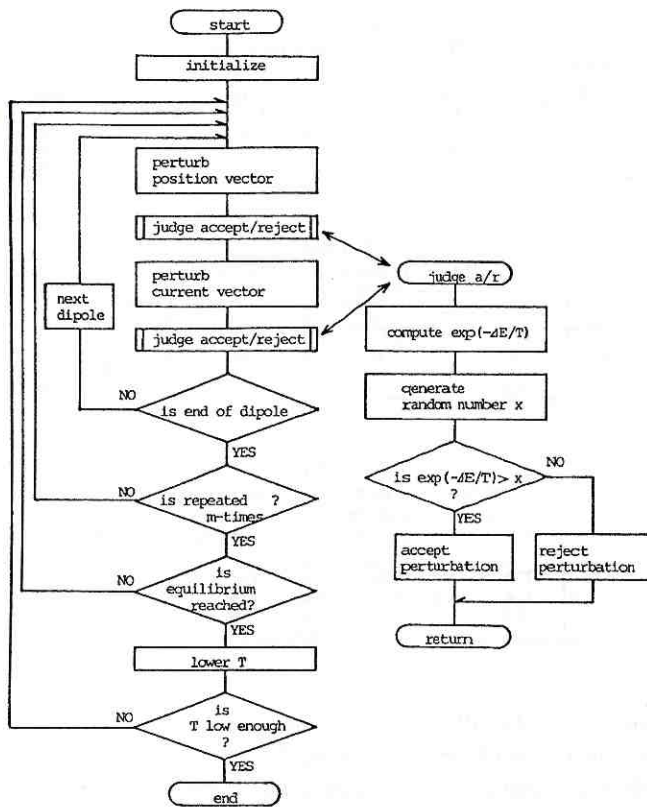 start
initialize
perturb
position vector
judge accept/reject
perturb
current vector
judge accept/reject
next
dipole
NO
is end of dipole
YES
NO
is repeated ?
m-times
YES
NO
is
equilibrium
reached?
YES
lower T
NO
is
T low enough
?
YES
end
judge a/r
compute exp(-ΔE/T)
generate
random number x
is exp(-ΔE/T)> x
?
NO
YES
accept
perturbation
reject
perturbation
return